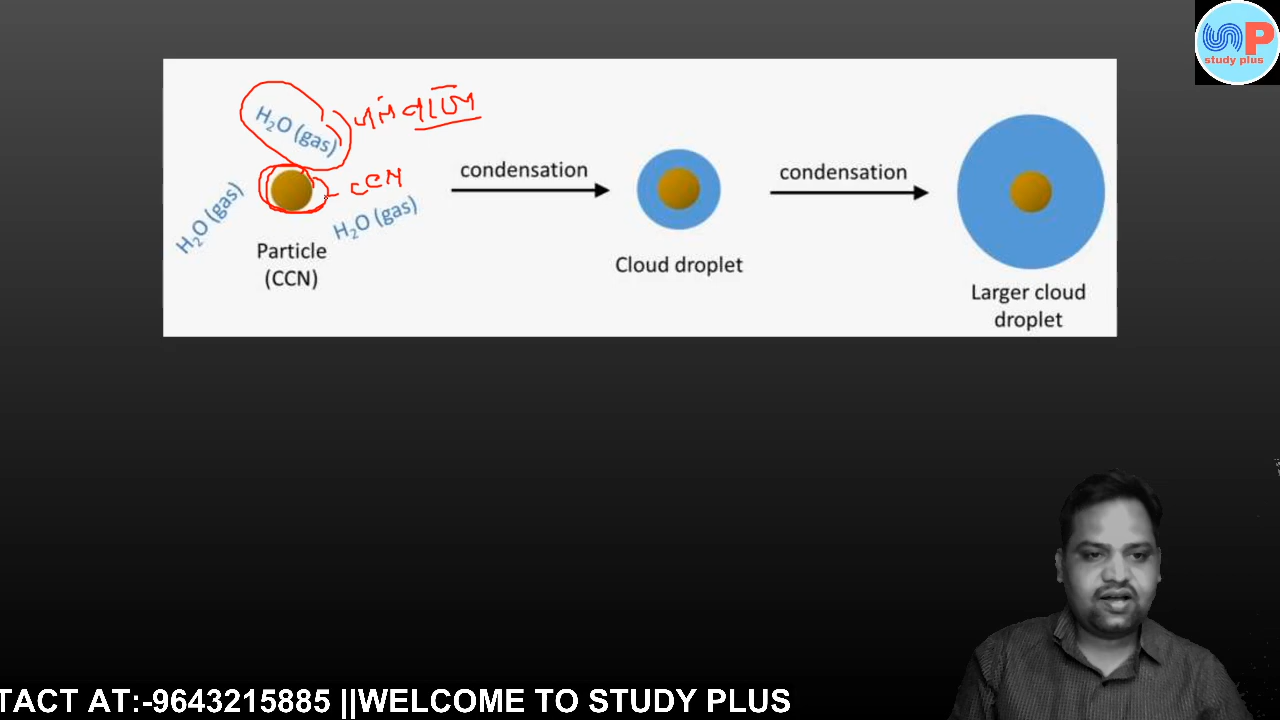 SP
study plus
H₂O (gas)
जलवाष्प
condensation
condensation
CCN
H₂O (gas)
H₂O (gas)
Particle
(CCN)
Cloud droplet
Larger cloud
droplet
TACT AT:-9643215885 ||WELCOME TO STUDY PLUS